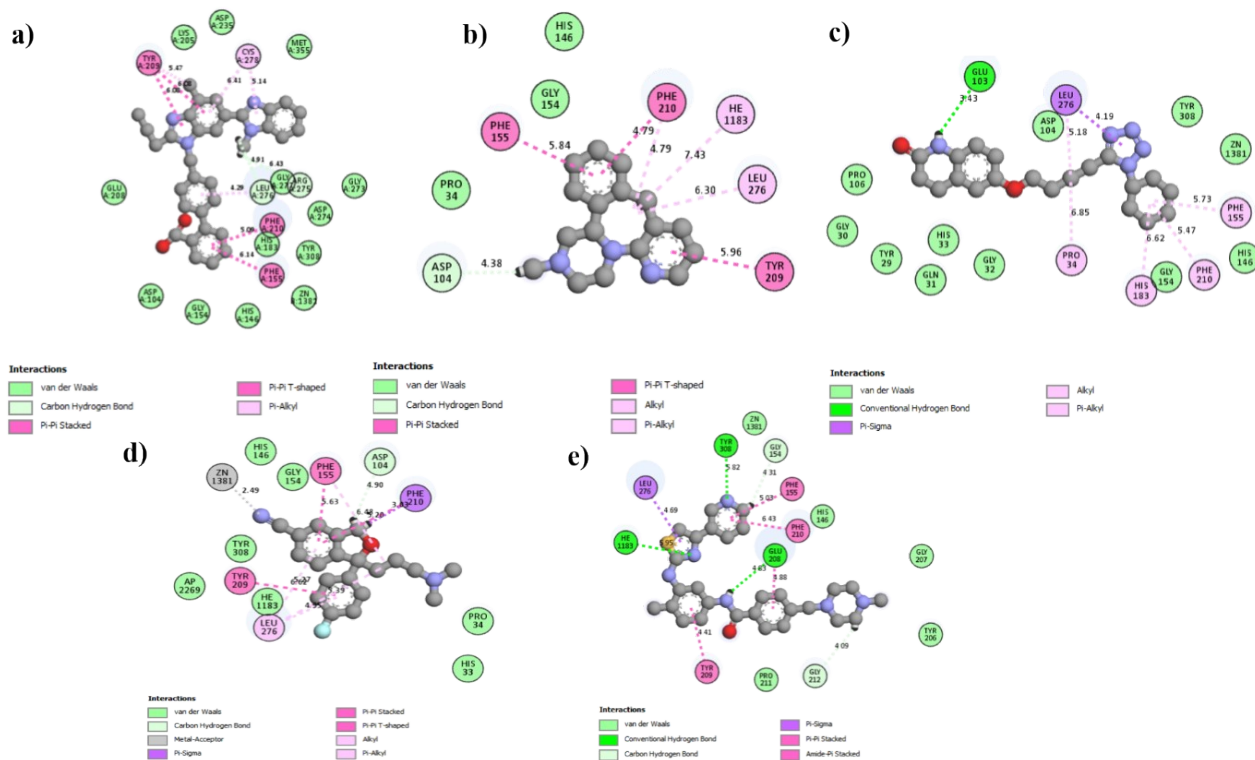 a)
LYS A:205
ASP A:235
CYS A:278
MET A:355
TYR A:209
5.47
6.41
5.14
4.91
6.43
GLU A:208
4.29
LEU A:276
ARG A:275
GLY A:273
ASP A:274
PHE A:210
HIS A:183
TYR A:308
6.14
PHE A:155
ASP A:104
GLY A:154
HIS A:146
Interactions
van der Waals
Carbon Hydrogen Bond
Pi-Pi Stacked
Pi-Pi T-shaped
Pi-Alkyl
b)
HIS 146
GLY 154
PHE 155
PHE 210
HE 1183
5.84
4.79
4.79
7.43
PRO 34
LEU 276
6.30
ASP 104
4.38
5.96
TYR 209
van der Waals
Carbon Hydrogen Bond
Pi-Pi Stacked
Pi-Pi T-shaped
Alkyl
Pi-Alkyl
c)
GLU 103
3.43
LEU 276
ASP 104
5.18
4.19
TYR 308
ZN 1381
PRO 106
5.73
PHE 155
GLY 30
TYR 29
GLN 31
HIS 33
GLY 32
6.85
6.62
5.47
PRO 34
HIS 183
GLY 154
PHE 210
HIS 146
Interactions
van der Waals
Conventional Hydrogen Bond
Pi-Sigma
Alkyl
Pi-Alkyl
d)
HIS 146
ZN 1381
GLY 154
PHE 155
ASP 104
PHE 210
2.49
4.90
5.63
TYR 308
AP 2269
TYR 209
HE 1183
LEU 276
PRO 34
HIS 33
Interactions
van der Waals
Carbon Hydrogen Bond
Metal-Acceptor
Pi-Sigma
Pi-Pi Stacked
Pi-Pi T-shaped
Alkyl
Pi-Alkyl
e)
ZN 1381
TYR 308
GLY 154
LEU 276
5.82
4.31
PHE 155
4.69
6.43
PHE 210
HIS 146
HE 1183
GLU 208
GLY 207
4.41
TYR 206
4.09
TYR 209
PRO 211
GLY 212
Interactions
van der Waals
Conventional Hydrogen Bond
Carbon Hydrogen Bond
Pi-Sigma
Pi-Pi Stacked
Amide-Pi Stacked